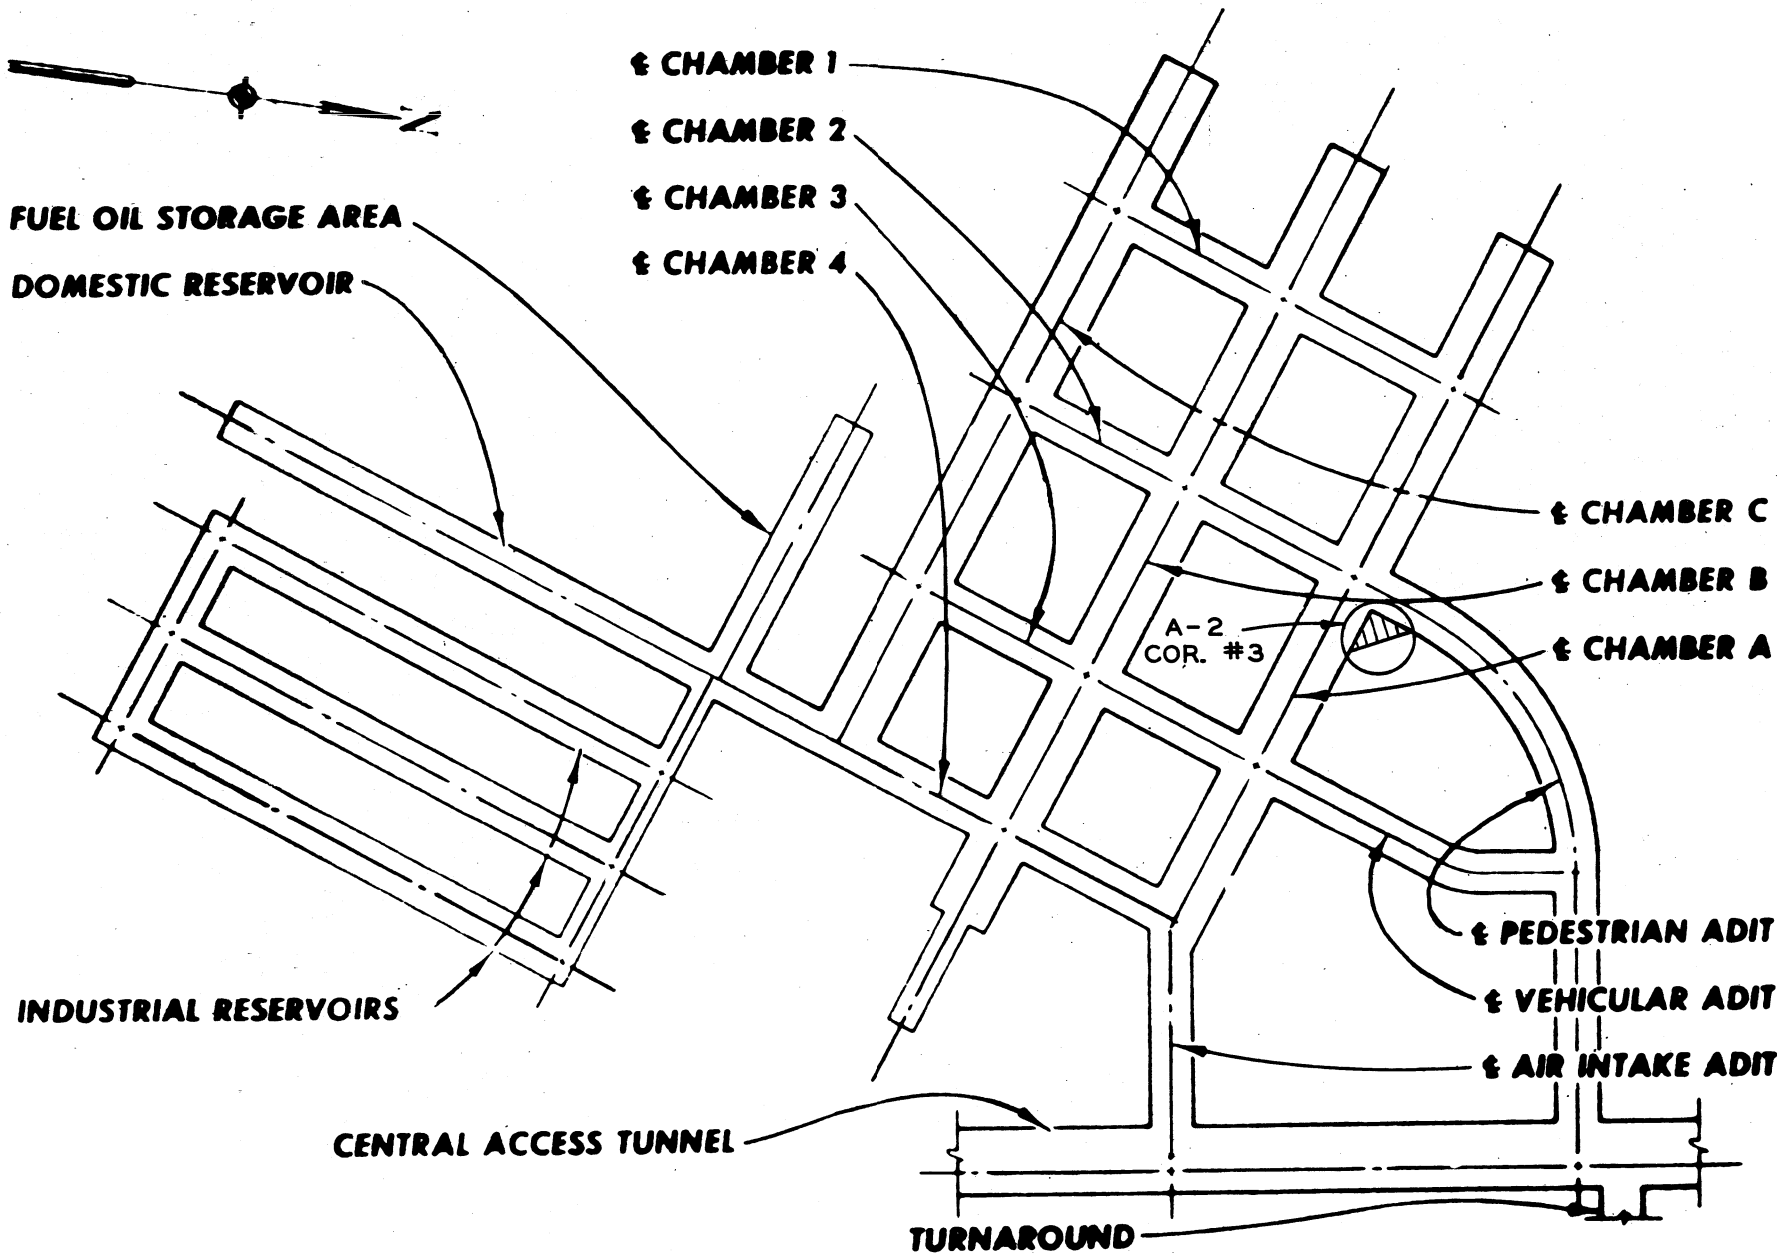 ℄ CHAMBER 1
℄ CHAMBER 2
℄ CHAMBER 3
℄ CHAMBER 4
N
FUEL OIL STORAGE AREA
DOMESTIC RESERVOIR
℄ CHAMBER C
℄ CHAMBER B
℄ CHAMBER A
A-2
COR. #3
℄ PEDESTRIAN ADIT
℄ VEHICULAR ADIT
℄ AIR INTAKE ADIT
INDUSTRIAL RESERVOIRS
CENTRAL ACCESS TUNNEL
TURNAROUND